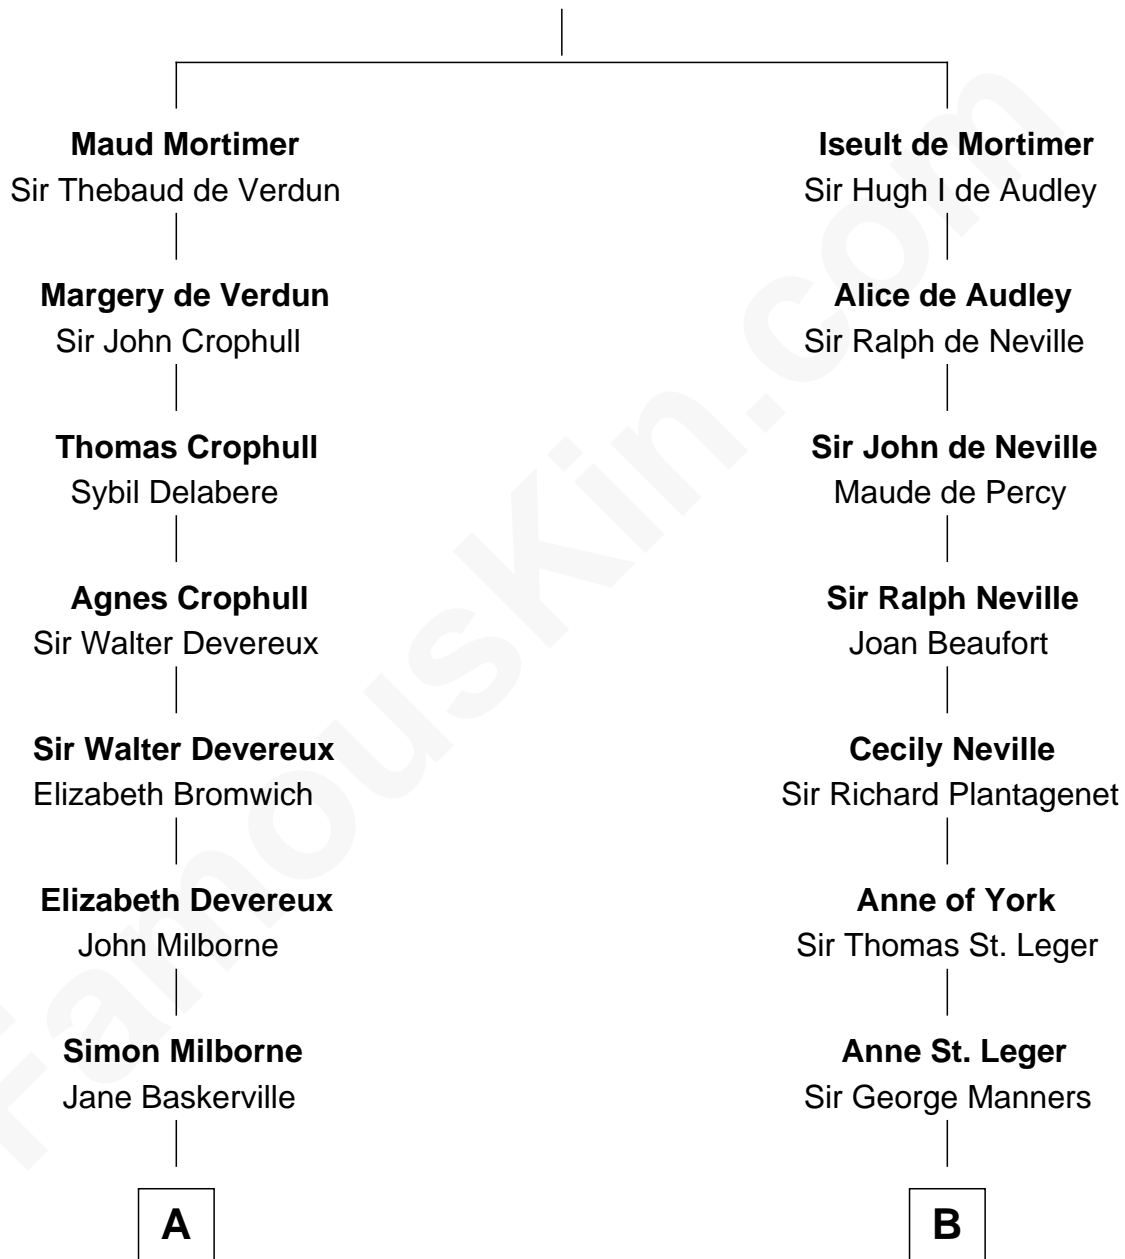 Maud Mortimer
Sir Thebaud de Verdun
Margery de Verdun
Sir John Crophull
Thomas Crophull
Sybil Delabere
Agnes Crophull
Sir Walter Devereux
Sir Walter Devereux
Elizabeth Bromwich
Elizabeth Devereux
John Milborne
Simon Milborne
Jane Baskerville
A
Iseult de Mortimer
Sir Hugh I de Audley
Alice de Audley
Sir Ralph de Neville
Sir John de Neville
Maude de Percy
Sir Ralph Neville
Joan Beaufort
Cecily Neville
Sir Richard Plantagenet
Anne of York
Sir Thomas St. Leger
Anne St. Leger
Sir George Manners
B
FamousKin.com